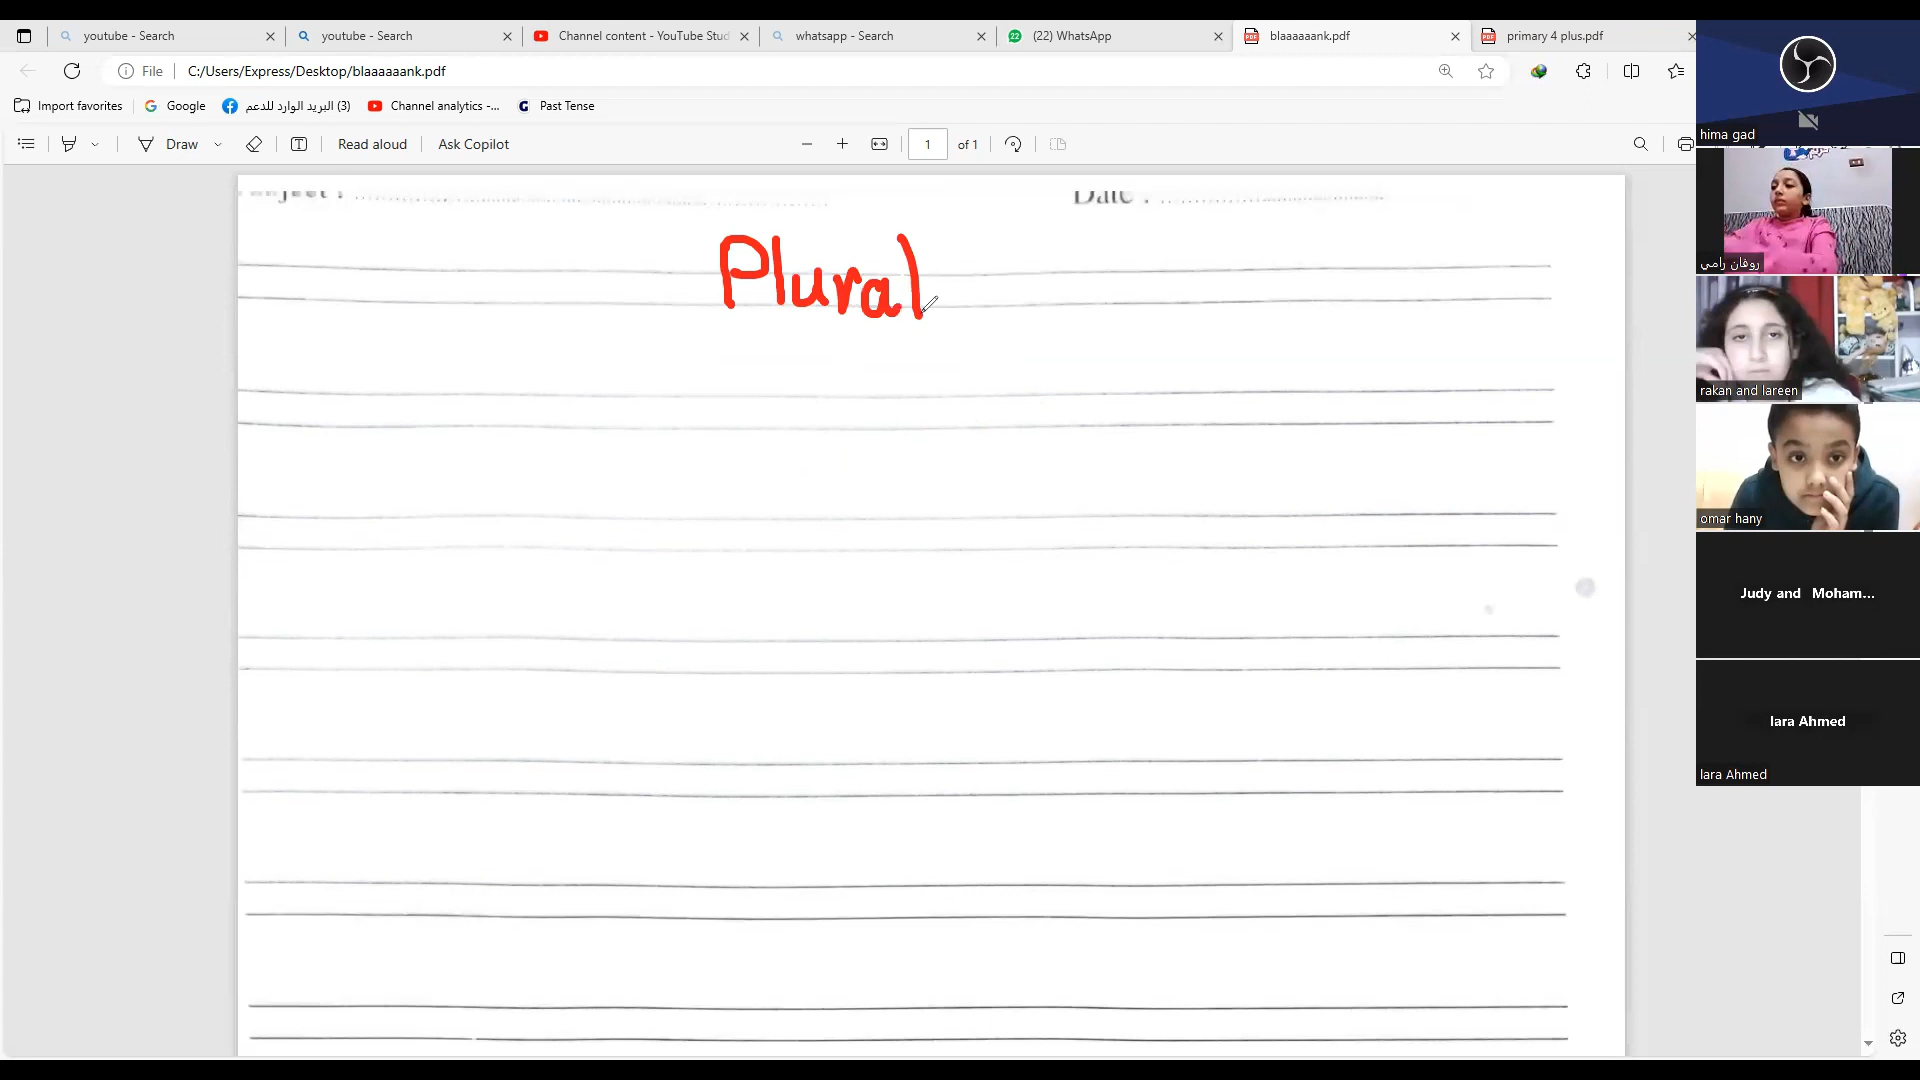 youtube - Search
youtube - Search
Channel content - YouTube Stud
whatsapp - Search
22 (22) WhatsApp
blaaaaaank.pdf
primary 4 plus.pdf
File C:/Users/Express/Desktop/blaaaaaank.pdf
Import favorites
Google
(3) البريد الوارد للدعم
Channel analytics -...
Past Tense
Draw
Read aloud
Ask Copilot
1 of 1
Date :
Plural
hima gad
روفان رامي
rakan and lareen
omar hany
Judy and Moham...
lara Ahmed
lara Ahmed